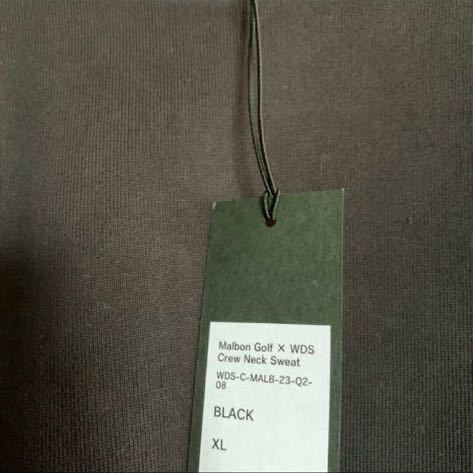 Malbon Golf × WDS
Crew Neck Sweat
WDS-C-MALB-23-Q2-
08
BLACK
XL